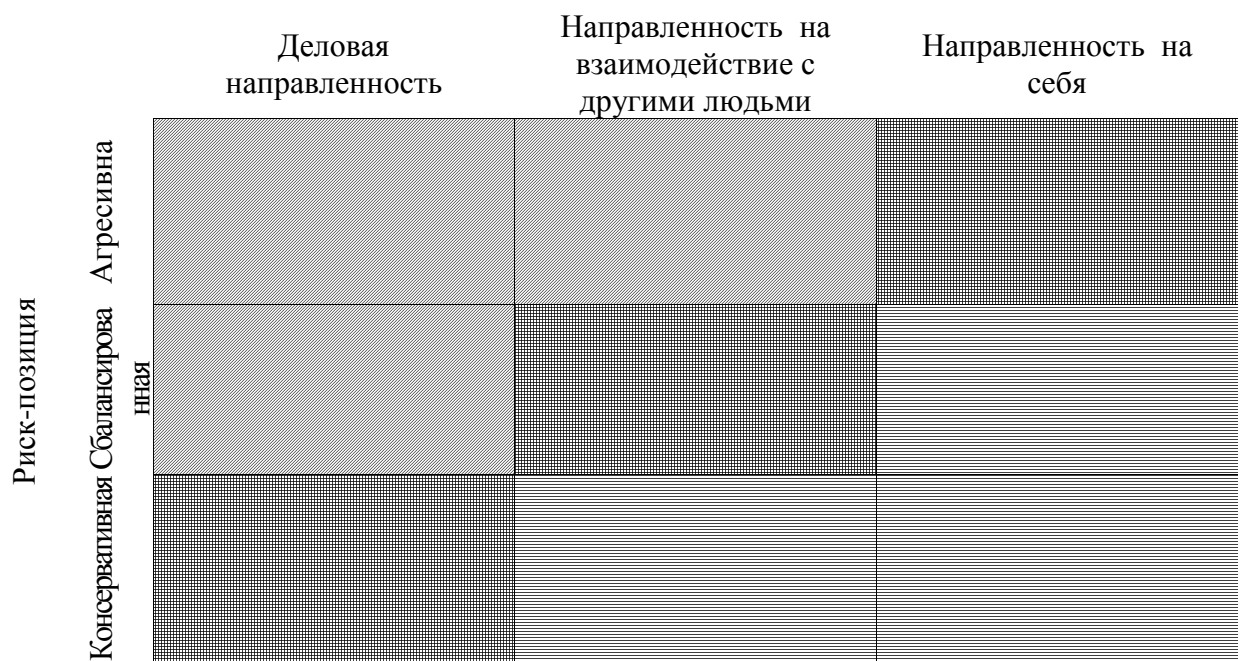 Деловая
направленность
Направленность на
взаимодействие с
другими людьми
Направленность на
себя
Риск-позиция
Агресивна
Сбалансирова
нная
Консервативная